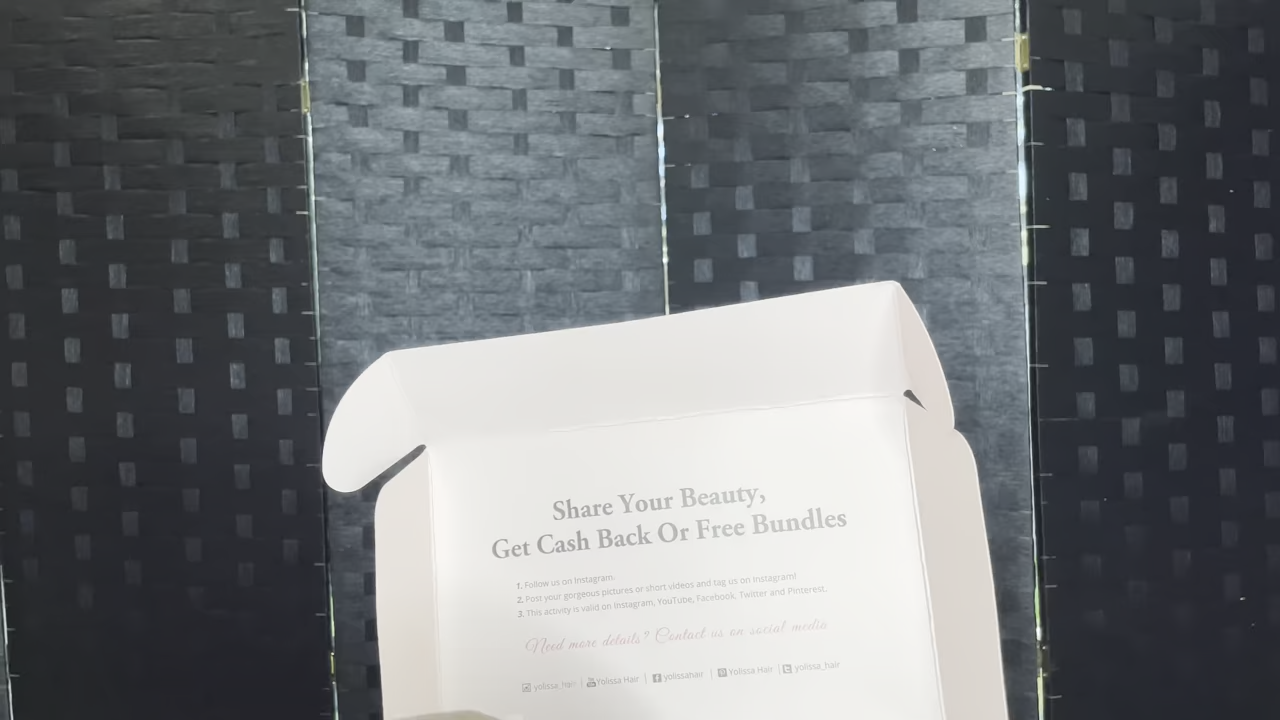 Share Your Beauty,
Get Cash Back Or Free Bundles
1. Follow us on Instagram.
2. Post your gorgeous pictures or short videos and tag us on Instagram!
3. This activity is valid on Instagram, YouTube, Facebook, Twitter and Pinterest.
Need more details? Contact us on social media
yolissa_hair | Yolissa Hair | yolissahair | Yolissa Hair | yolissa_hair